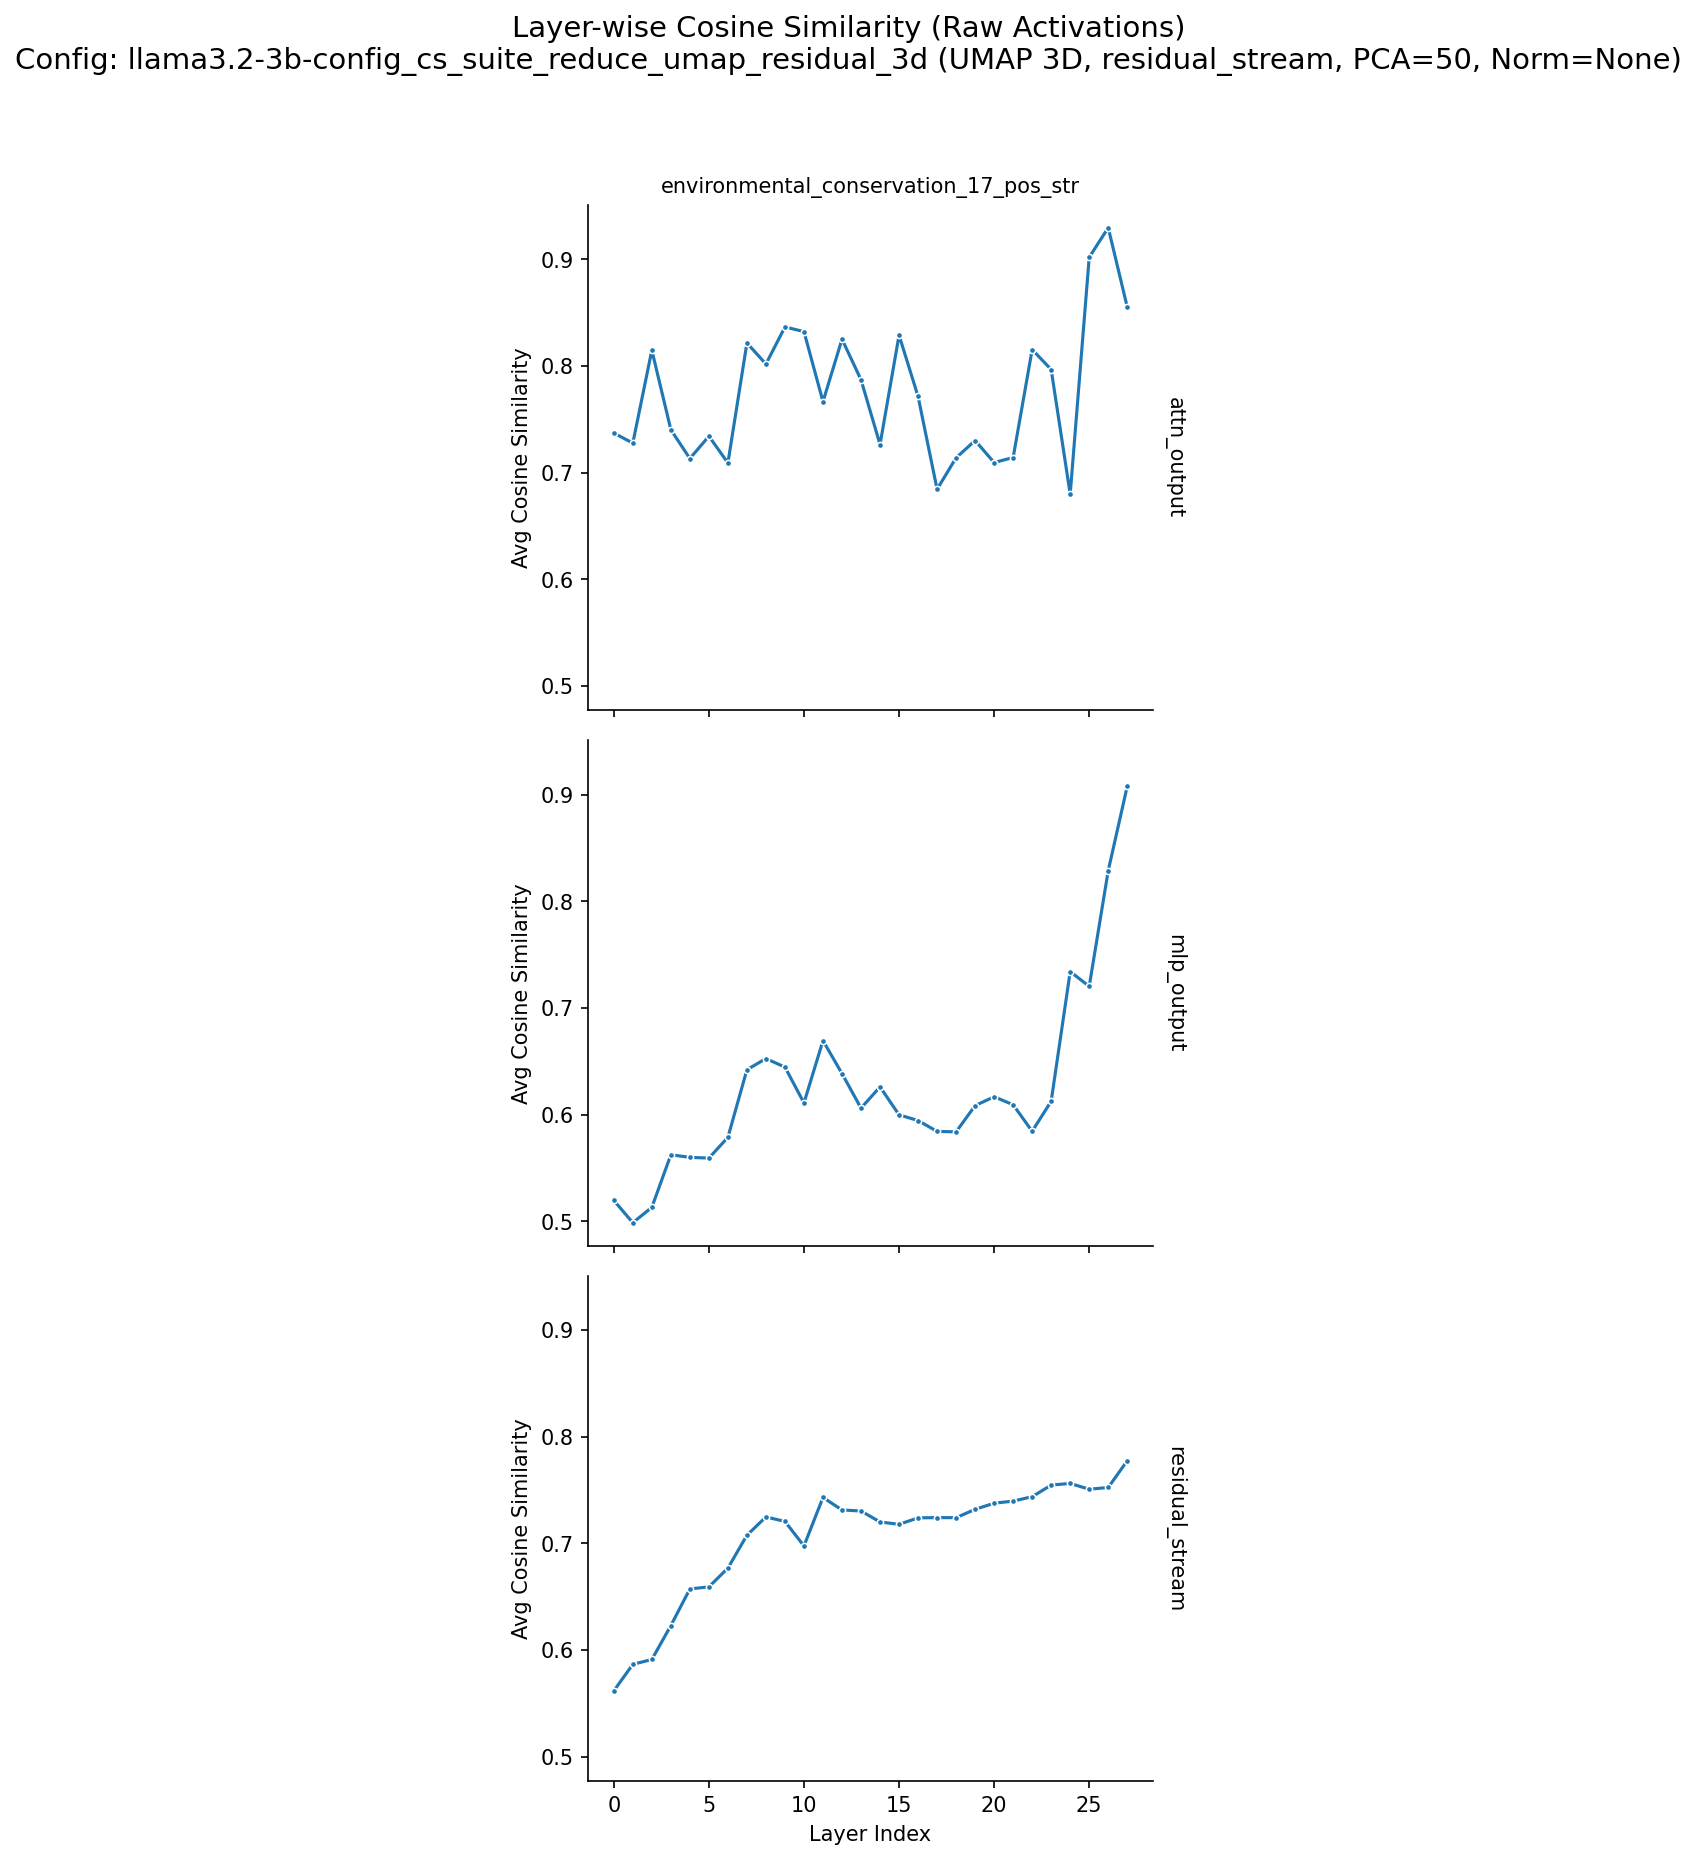 Layer-wise Cosine Similarity (Raw Activations)
Config: llama3.2-3b-config_cs_suite_reduce_umap_residual_3d (UMAP 3D, residual_stream, PCA=50, Norm=None)
environmental_conservation_17_pos_str
0.9
0.8
0.7
0.6
0.5
Avg Cosine Similarity
attn_output
0.9
0.8
0.7
0.6
0.5
Avg Cosine Similarity
mlp_output
0.9
0.8
0.7
0.6
0.5
Avg Cosine Similarity
residual_stream
0 5 10 15 20 25
Layer Index